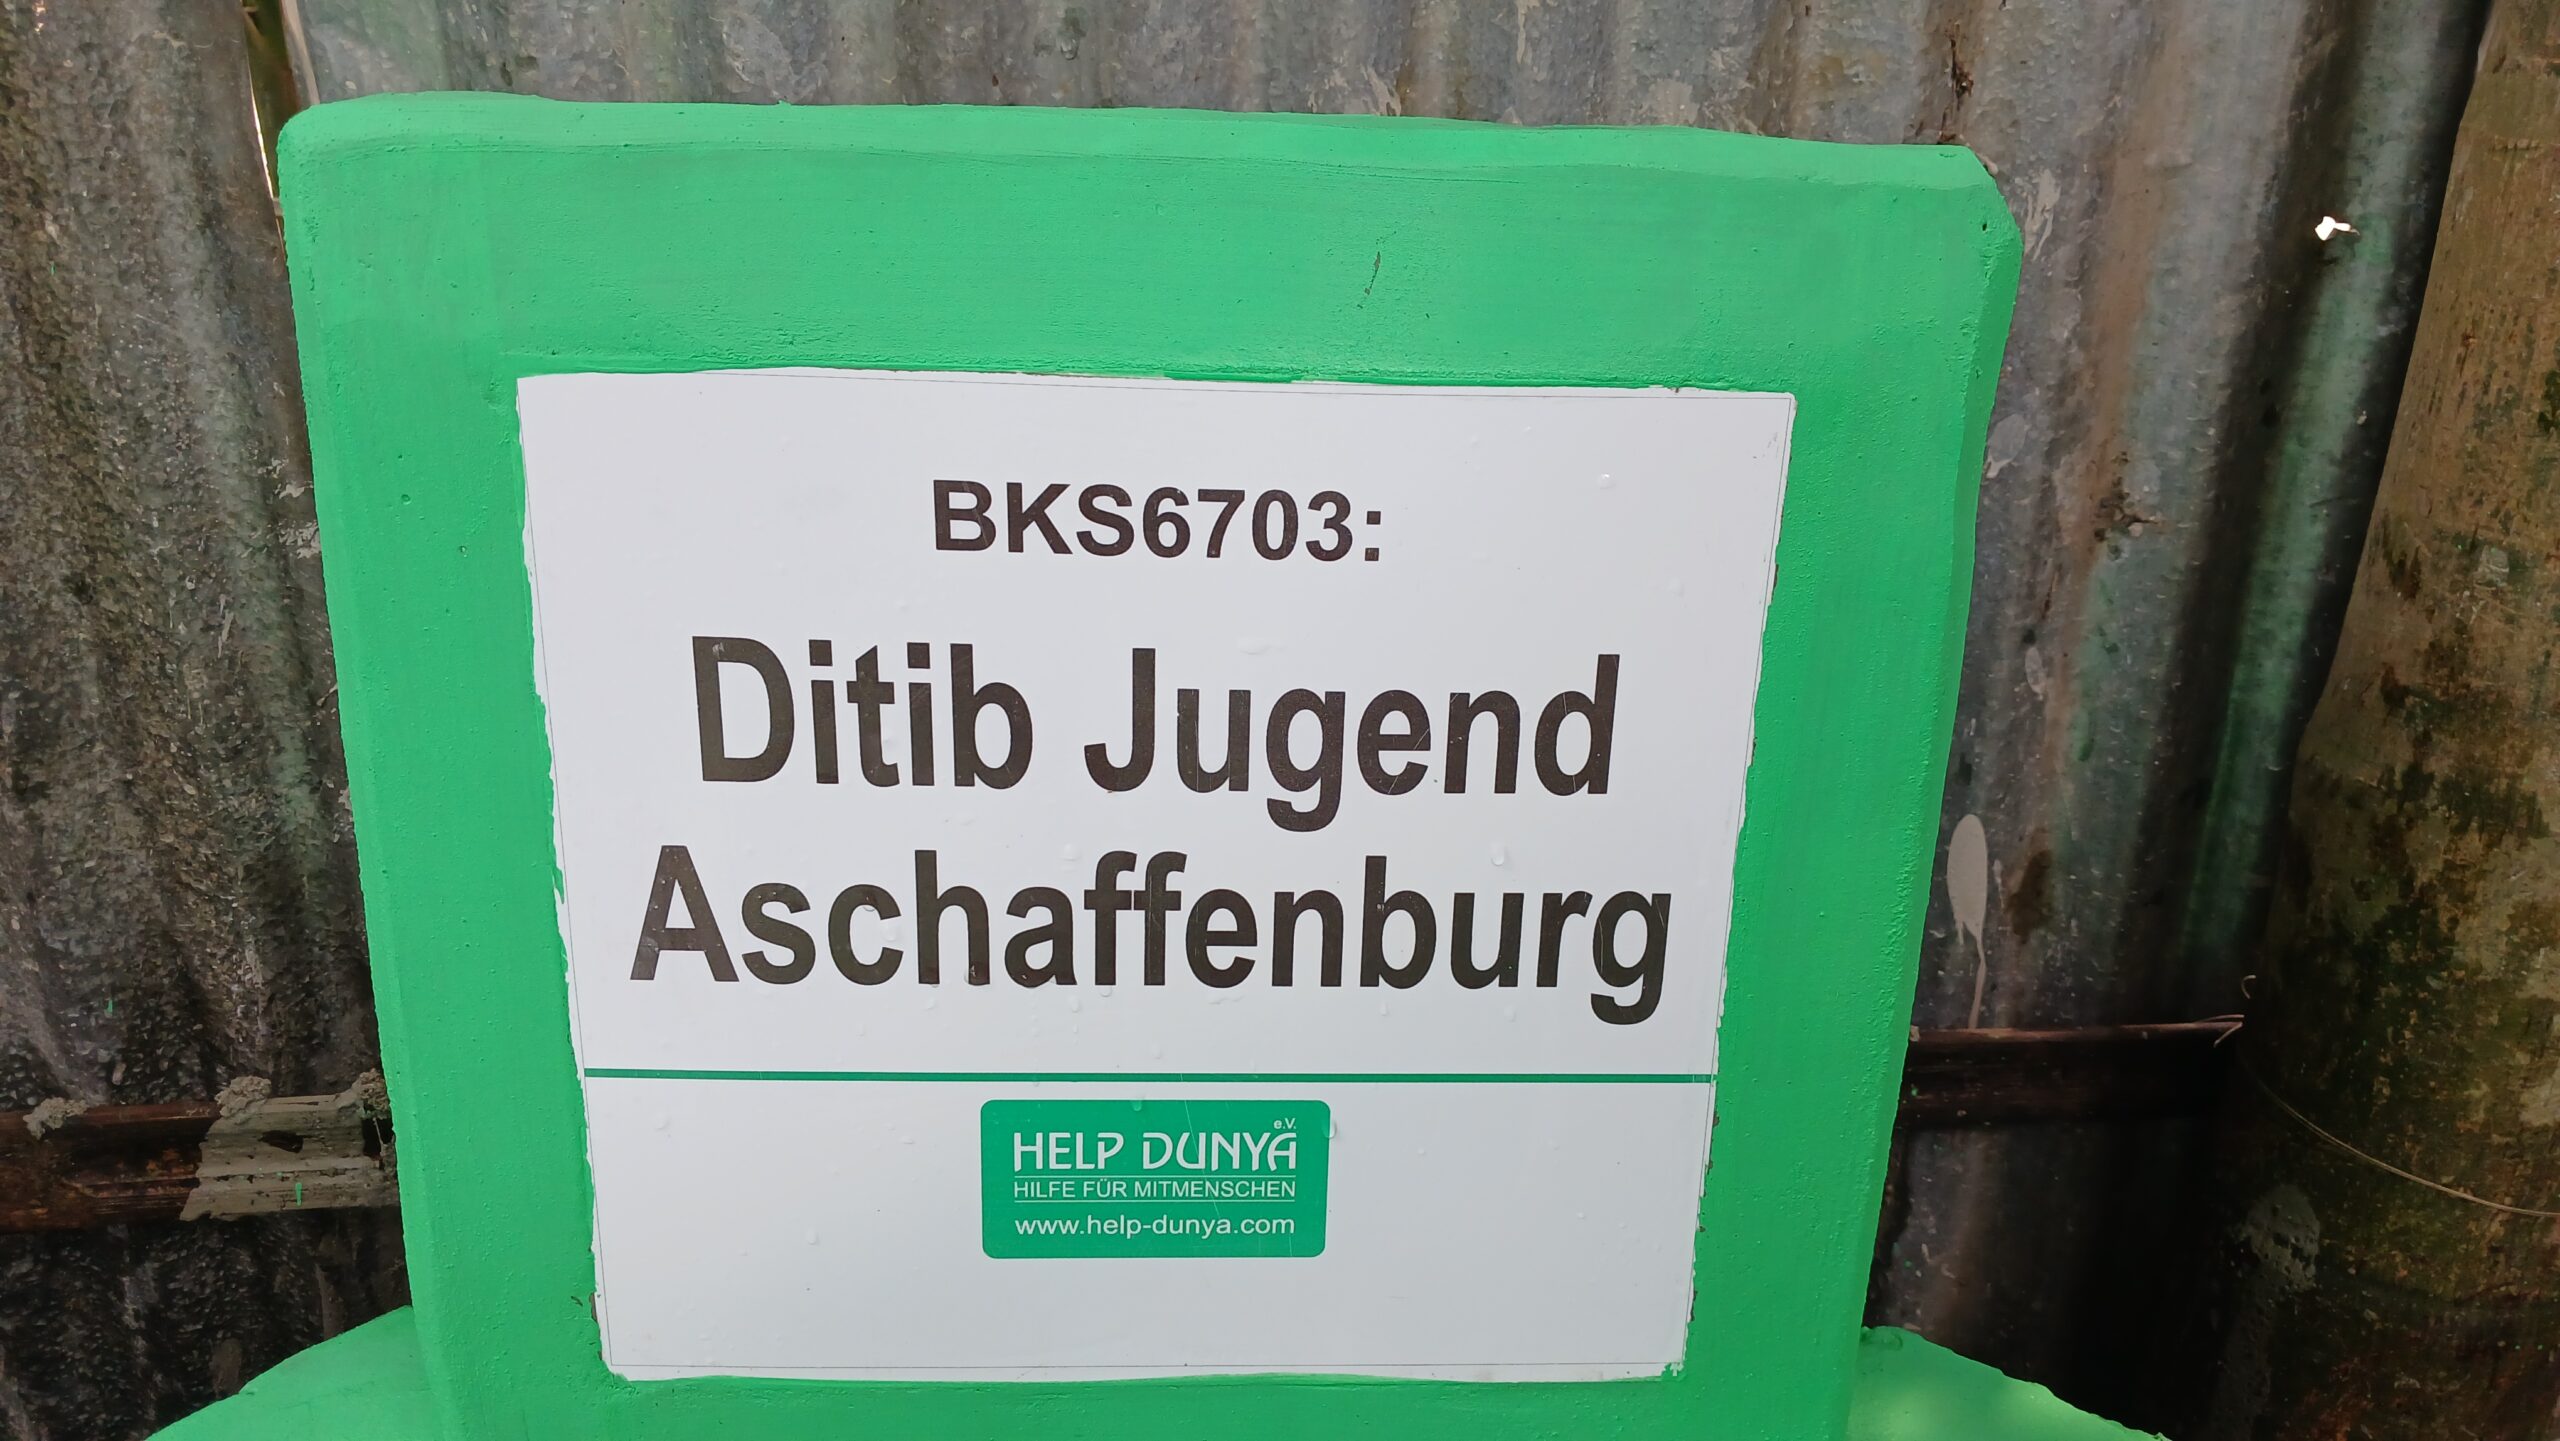 BKS6703:
Ditib Jugend
Aschaffenburg
e.V.
HELP DUNYA
HILFE FÜR MITMENSCHEN
www.help-dunya.com